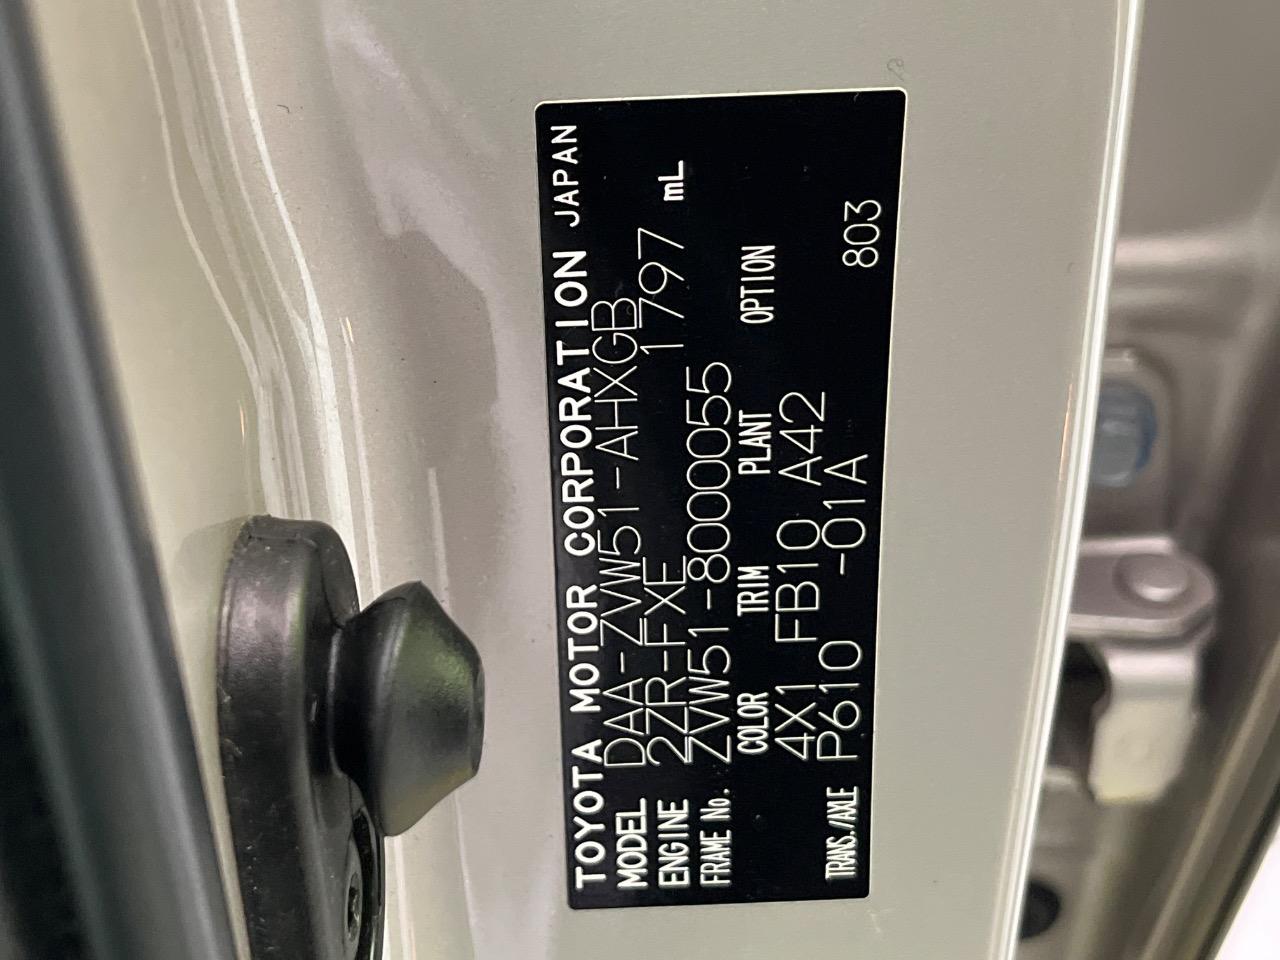 TOYOTA MOTOR CORPORATION JAPAN
MODEL DAA-ZVW51-AHXGB
ENGINE 2ZR-FXE 1797 mL
FRAME No. ZVW51-8000055
COLOR TRIM PLANT OPTION
4X1 FB10 A42
TRANS./AXLE P610 -01A 803